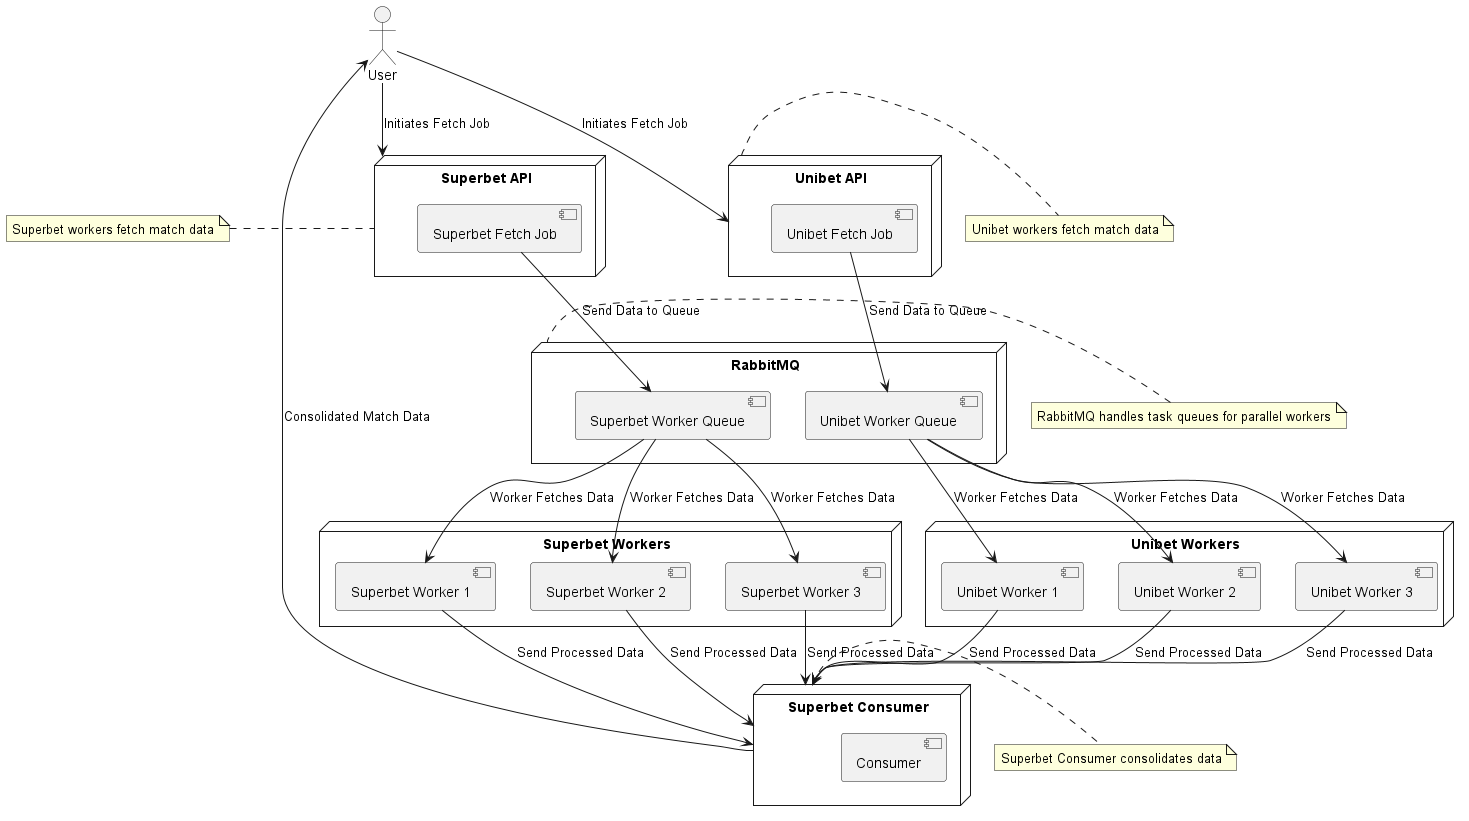 User
Initiates Fetch Job
Initiates Fetch Job
Superbet API
Unibet API
Superbet workers fetch match data
Superbet Fetch Job
Unibet Fetch Job
Unibet workers fetch match data
Send Data to Queue
Send Data to Queue
RabbitMQ
Consolidated Match Data
Superbet Worker Queue
Unibet Worker Queue
RabbitMQ handles task queues for parallel workers
Worker Fetches Data
Worker Fetches Data
Worker Fetches Data
Worker Fetches Data
Worker Fetches Data
Worker Fetches Data
Superbet Workers
Unibet Workers
Superbet Worker 1
Superbet Worker 2
Superbet Worker 3
Unibet Worker 1
Unibet Worker 2
Unibet Worker 3
Send Processed Data
Send Processed Data
Send Processed Data
Send Processed Data
Send Processed Data
Send Processed Data
Superbet Consumer
Consumer
Superbet Consumer consolidates data